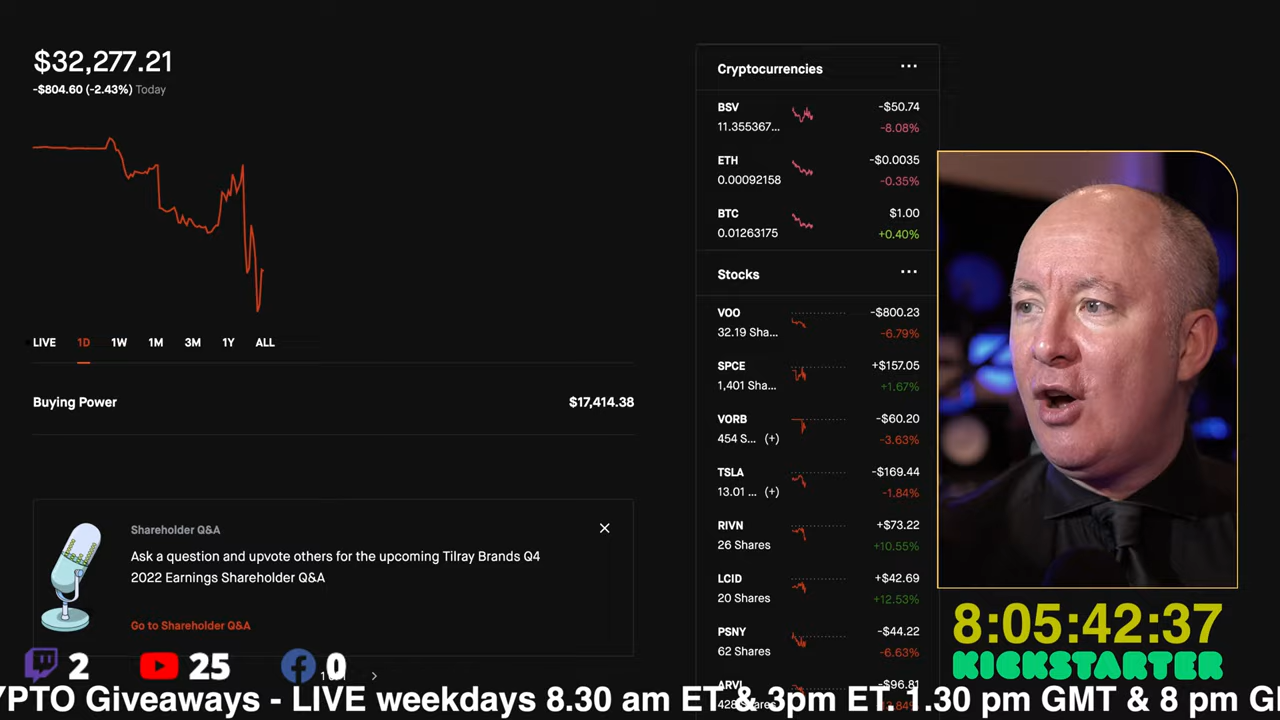 $32,277.21
-$804.60 (-2.43%) Today
LIVE 1D 1W 1M 3M 1Y ALL
Buying Power $17,414.38
Shareholder Q&A
Ask a question and upvote others for the upcoming Tilray Brands Q4
2022 Earnings Shareholder Q&A
Go to Shareholder Q&A
Cryptocurrencies
BSV -$50.74
11.355367... -8.08%
ETH -$0.0035
0.00092158 -0.35%
BTC $1.00
0.01263175 +0.40%
Stocks
VOO -$800.23
32.19 Sha... -6.79%
SPCE +$157.05
1,401 Sha... +1.67%
VORB -$60.20
454 S... (+) -3.63%
TSLA -$169.44
13.01 ... (+) -1.84%
RIVN +$73.22
26 Shares +10.55%
LCID +$42.69
20 Shares +12.53%
PSNY -$44.22
62 Shares -6.63%
ARVL -$96.81
8:05:42:37
KICKSTARTER
2 25 0
YPTO Giveaways - LIVE weekdays 8.30 am ET & 3pm ET. 1.30 pm GMT & 8 pm G